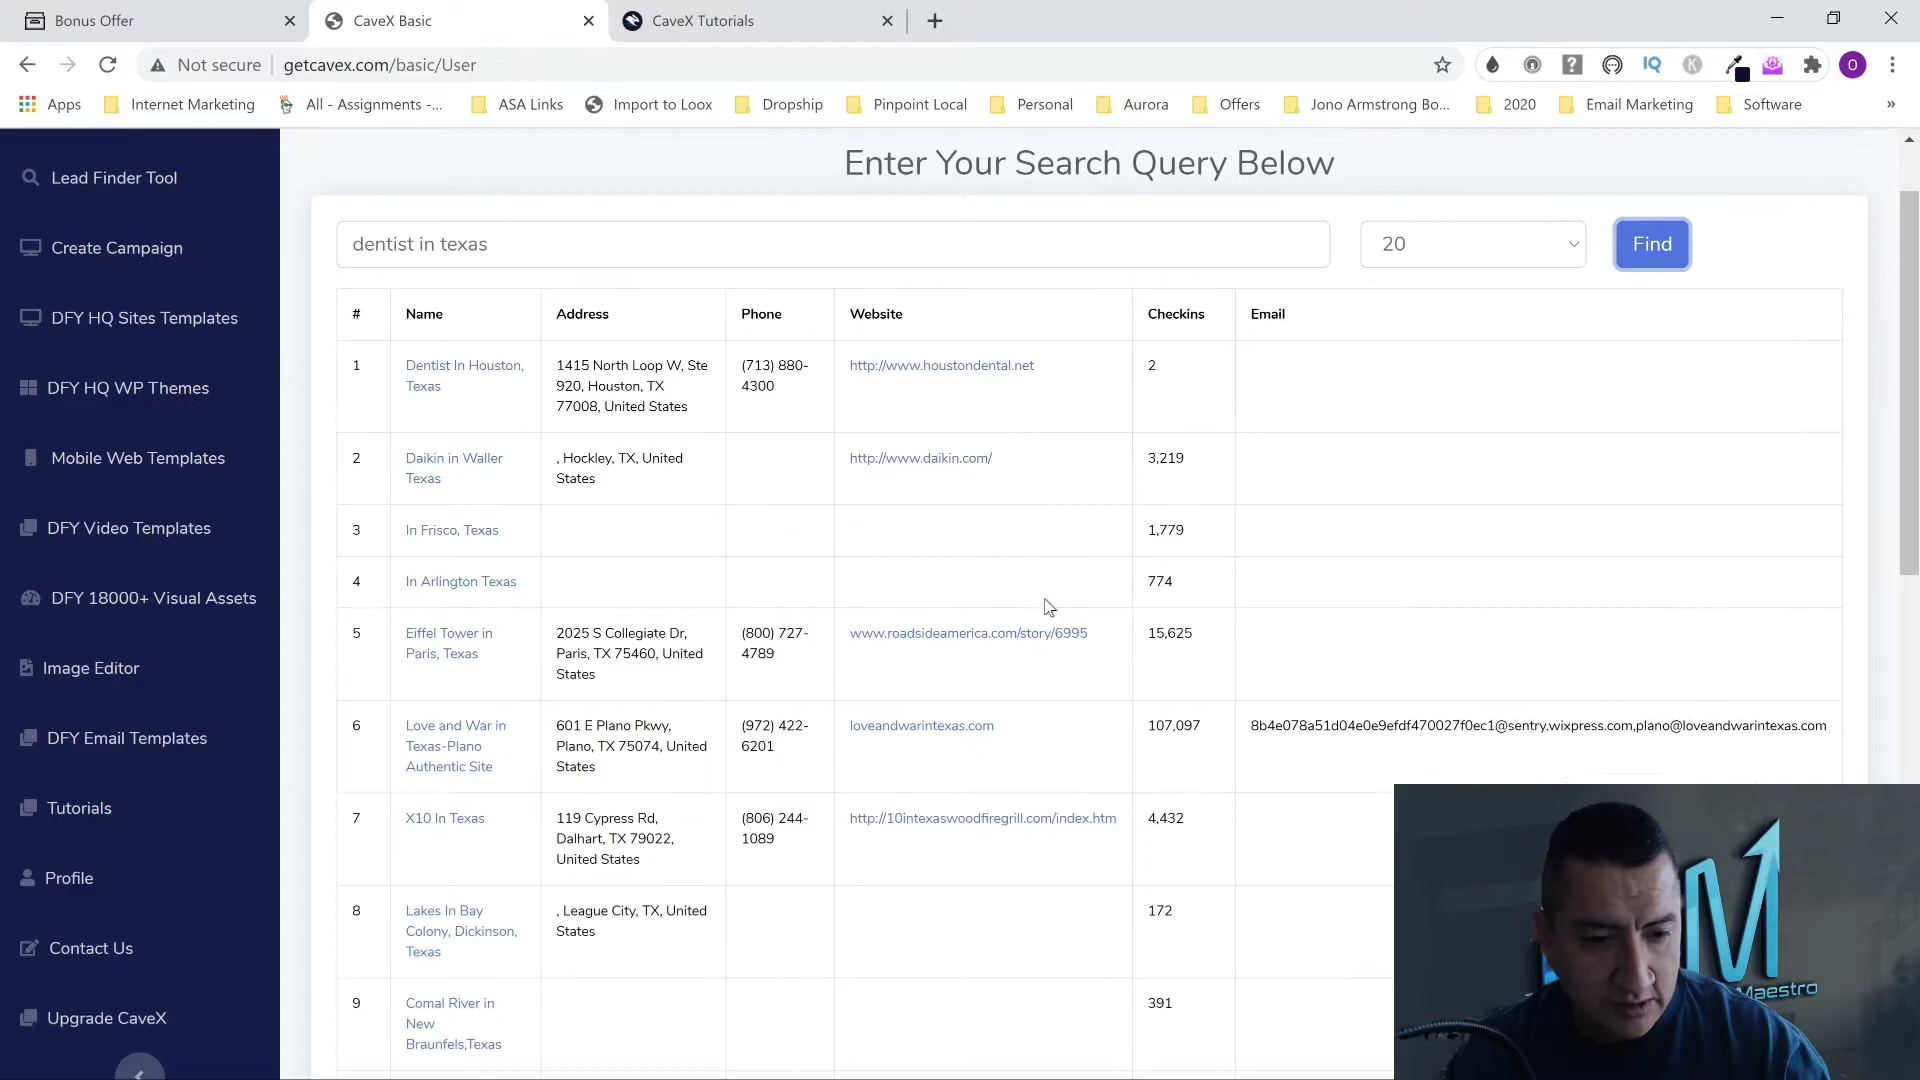 Bonus Offer
CaveX Basic
CaveX Tutorials
Not secure
getcavex.com/basic/User
IQ
K
O
Apps
Internet Marketing
All - Assignments -...
ASA Links
Import to Loox
Dropship
Pinpoint Local
Personal
Aurora
Offers
Jono Armstrong Bo...
2020
Email Marketing
Software
»
Lead Finder Tool
Create Campaign
DFY HQ Sites Templates
DFY HQ WP Themes
Mobile Web Templates
DFY Video Templates
DFY 18000+ Visual Assets
Image Editor
DFY Email Templates
Tutorials
Profile
Contact Us
Upgrade CaveX
Enter Your Search Query Below
dentist in texas
20
Find
# Name Address Phone Website Checkins Email
1
Dentist In Houston,
Texas
1415 North Loop W, Ste
920, Houston, TX
77008, United States
(713) 880-
4300
http://www.houstondental.net
2
2
Daikin in Waller
Texas
, Hockley, TX, United
States
http://www.daikin.com/
3,219
3
In Frisco, Texas
1,779
4
In Arlington Texas
774
5
Eiffel Tower in
Paris, Texas
2025 S Collegiate Dr,
Paris, TX 75460, United
States
(800) 727-
4789
www.roadsideamerica.com/story/6995
15,625
6
Love and War in
Texas-Plano
Authentic Site
601 E Plano Pkwy,
Plano, TX 75074, United
States
(972) 422-
6201
loveandwarintexas.com
107,097
8b4e078a51d04e0e9efdf470027f0ec1@sentry.wixpress.com,plano@loveandwarintexas.com
7
X10 In Texas
119 Cypress Rd,
Dalhart, TX 79022,
United States
(806) 244-
1089
http://10intexaswoodfiregrill.com/index.htm
4,432
8
Lakes In Bay
Colony, Dickinson,
Texas
, League City, TX, United
States
172
9
Comal River in
New
Braunfels,Texas
391
M
Maestro